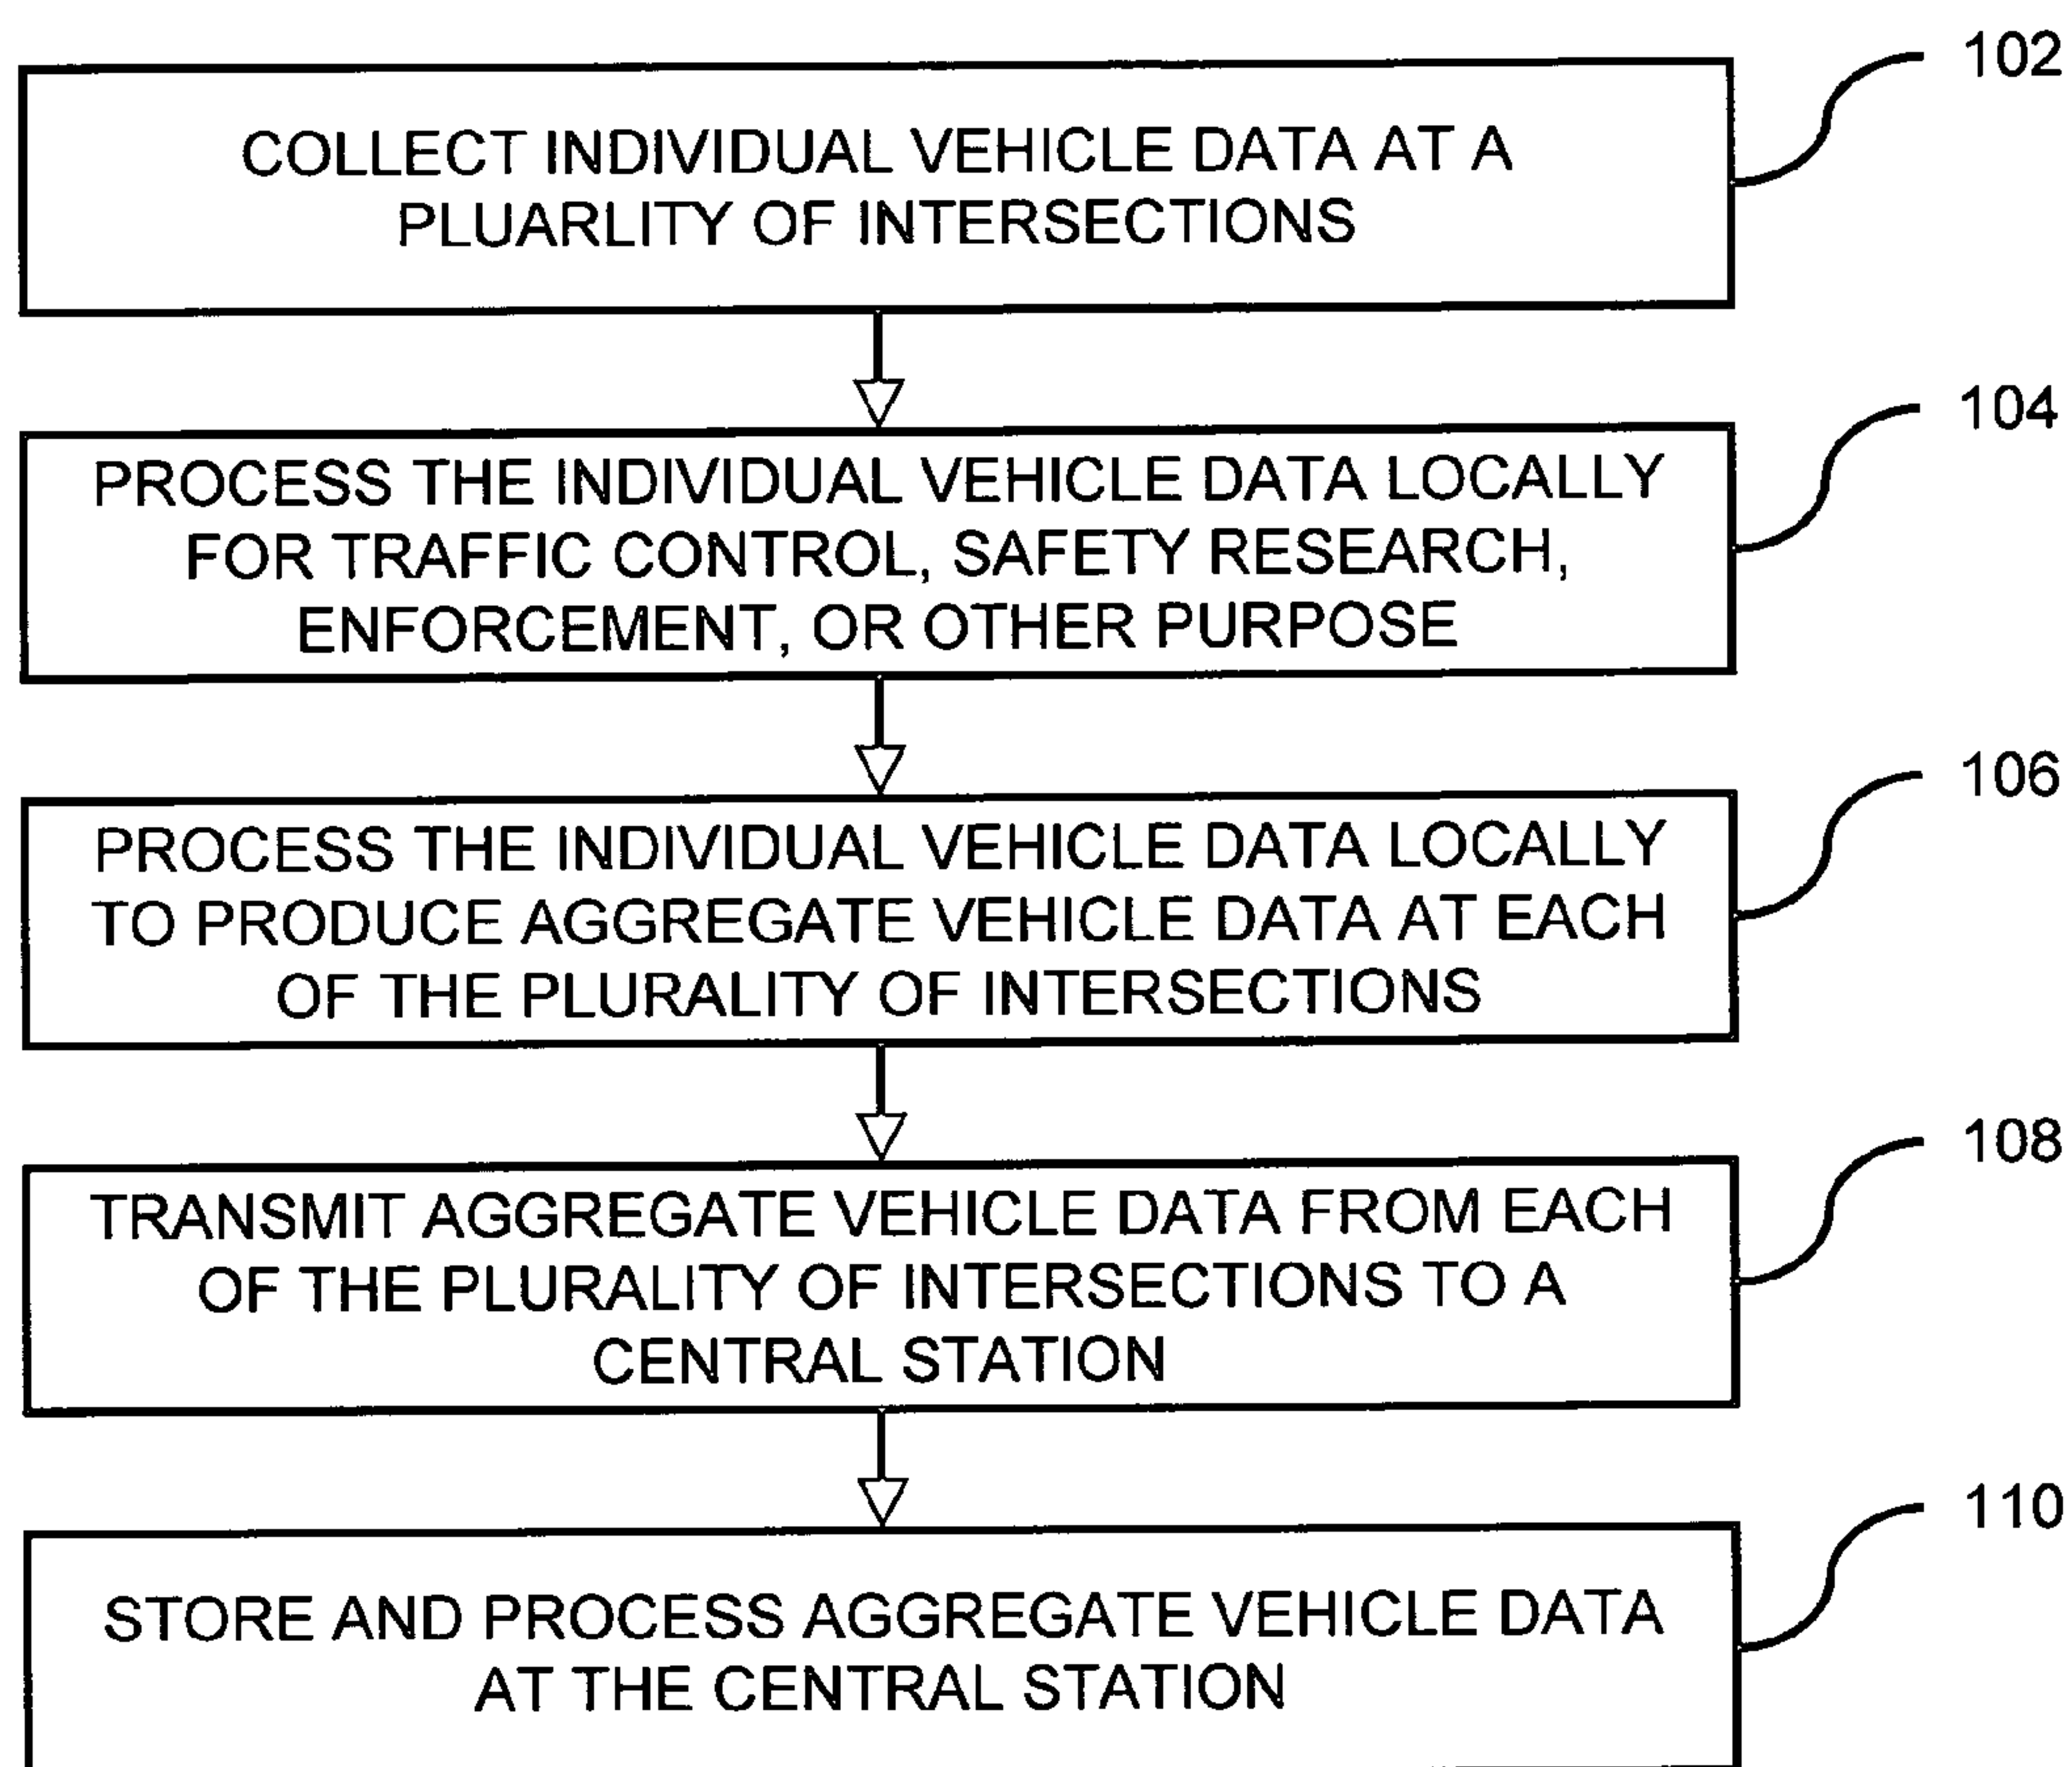 102
COLLECT INDIVIDUAL VEHICLE DATA AT A
PLUARLITY OF INTERSECTIONS
104
PROCESS THE INDIVIDUAL VEHICLE DATA LOCALLY
FOR TRAFFIC CONTROL, SAFETY RESEARCH,
ENFORCEMENT, OR OTHER PURPOSE
106
PROCESS THE INDIVIDUAL VEHICLE DATA LOCALLY
TO PRODUCE AGGREGATE VEHICLE DATA AT EACH
OF THE PLURALITY OF INTERSECTIONS
108
TRANSMIT AGGREGATE VEHICLE DATA FROM EACH
OF THE PLURALITY OF INTERSECTIONS TO A
CENTRAL STATION
110
STORE AND PROCESS AGGREGATE VEHICLE DATA
AT THE CENTRAL STATION